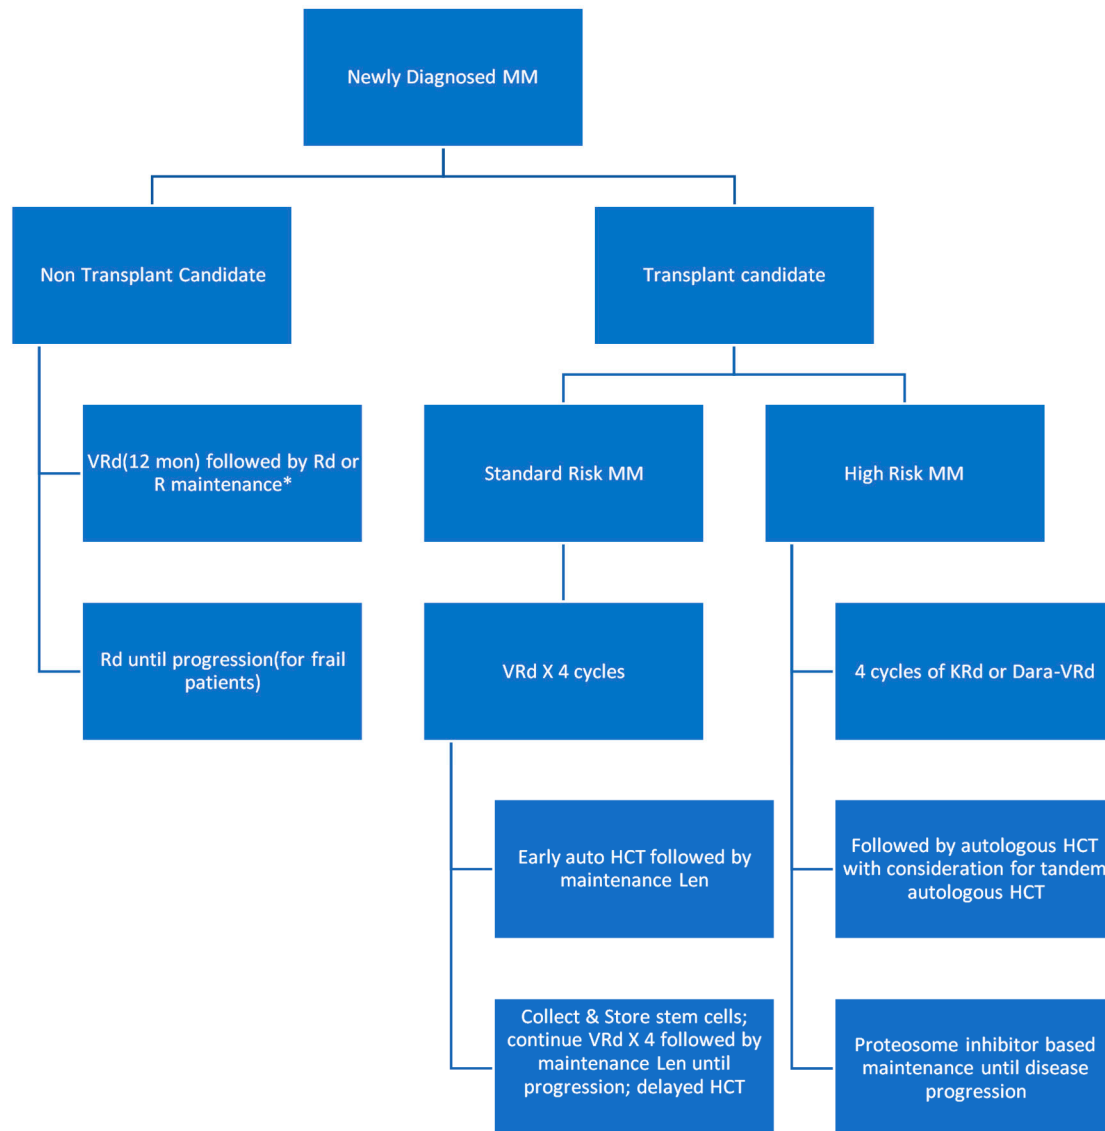 Newly Diagnosed MM
Non Transplant Candidate
Transplant candidate
VRd(12 mon) followed by Rd or
R maintenance*
Standard Risk MM
High Risk MM
Rd until progression(for frail
patients)
VRd X 4 cycles
4 cycles of KRd or Dara-VRd
Early auto HCT followed by
maintenance Len
Followed by autologous HCT
with consideration for tandem
autologous HCT
Collect & Store stem cells;
continue VRd X 4 followed by
maintenance Len until
progression; delayed HCT
Proteosome inhibitor based
maintenance until disease
progression